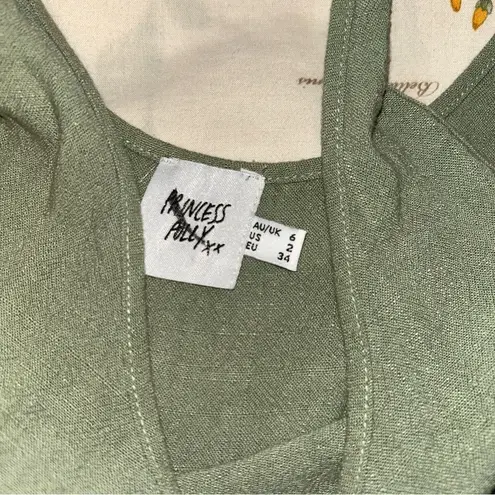 PRINCESS
POLLY xx
AU/UK 6
US 2
EU 34